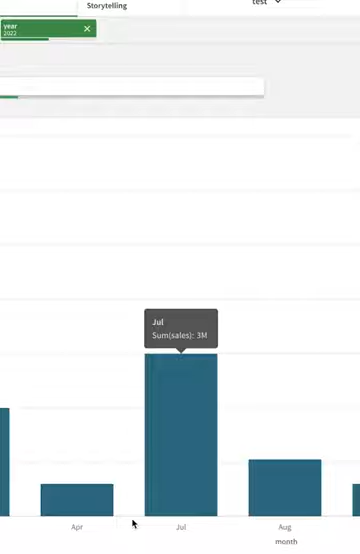 Storytelling
test
year
2022
Jul
Sum(sales): 3M
Apr
Jul
Aug
month